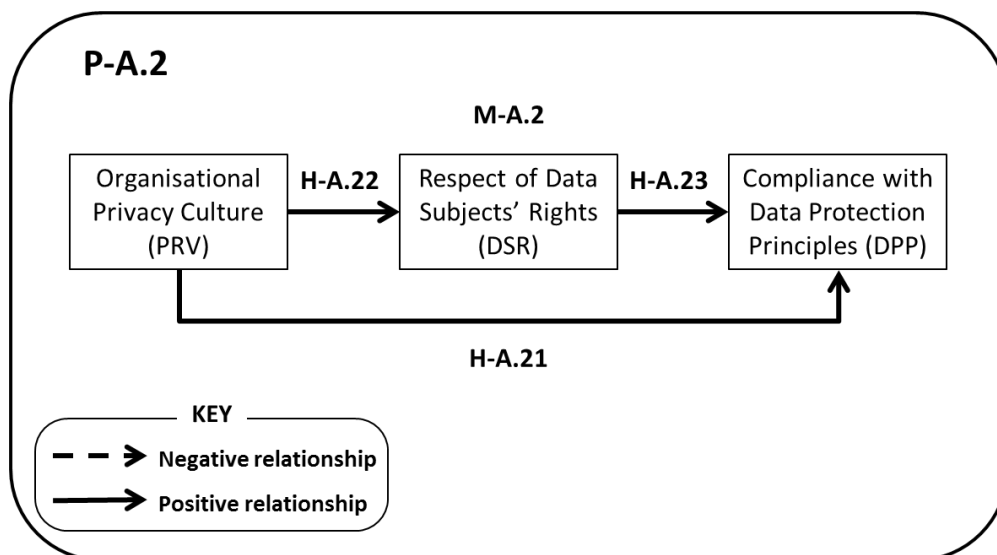 P-A.2
M-A.2
Organisational
Privacy Culture
(PRV)
H-A.22
Respect of Data
Subjects’ Rights
(DSR)
H-A.23
Compliance with
Data Protection
Principles (DPP)
H-A.21
KEY
Negative relationship
Positive relationship